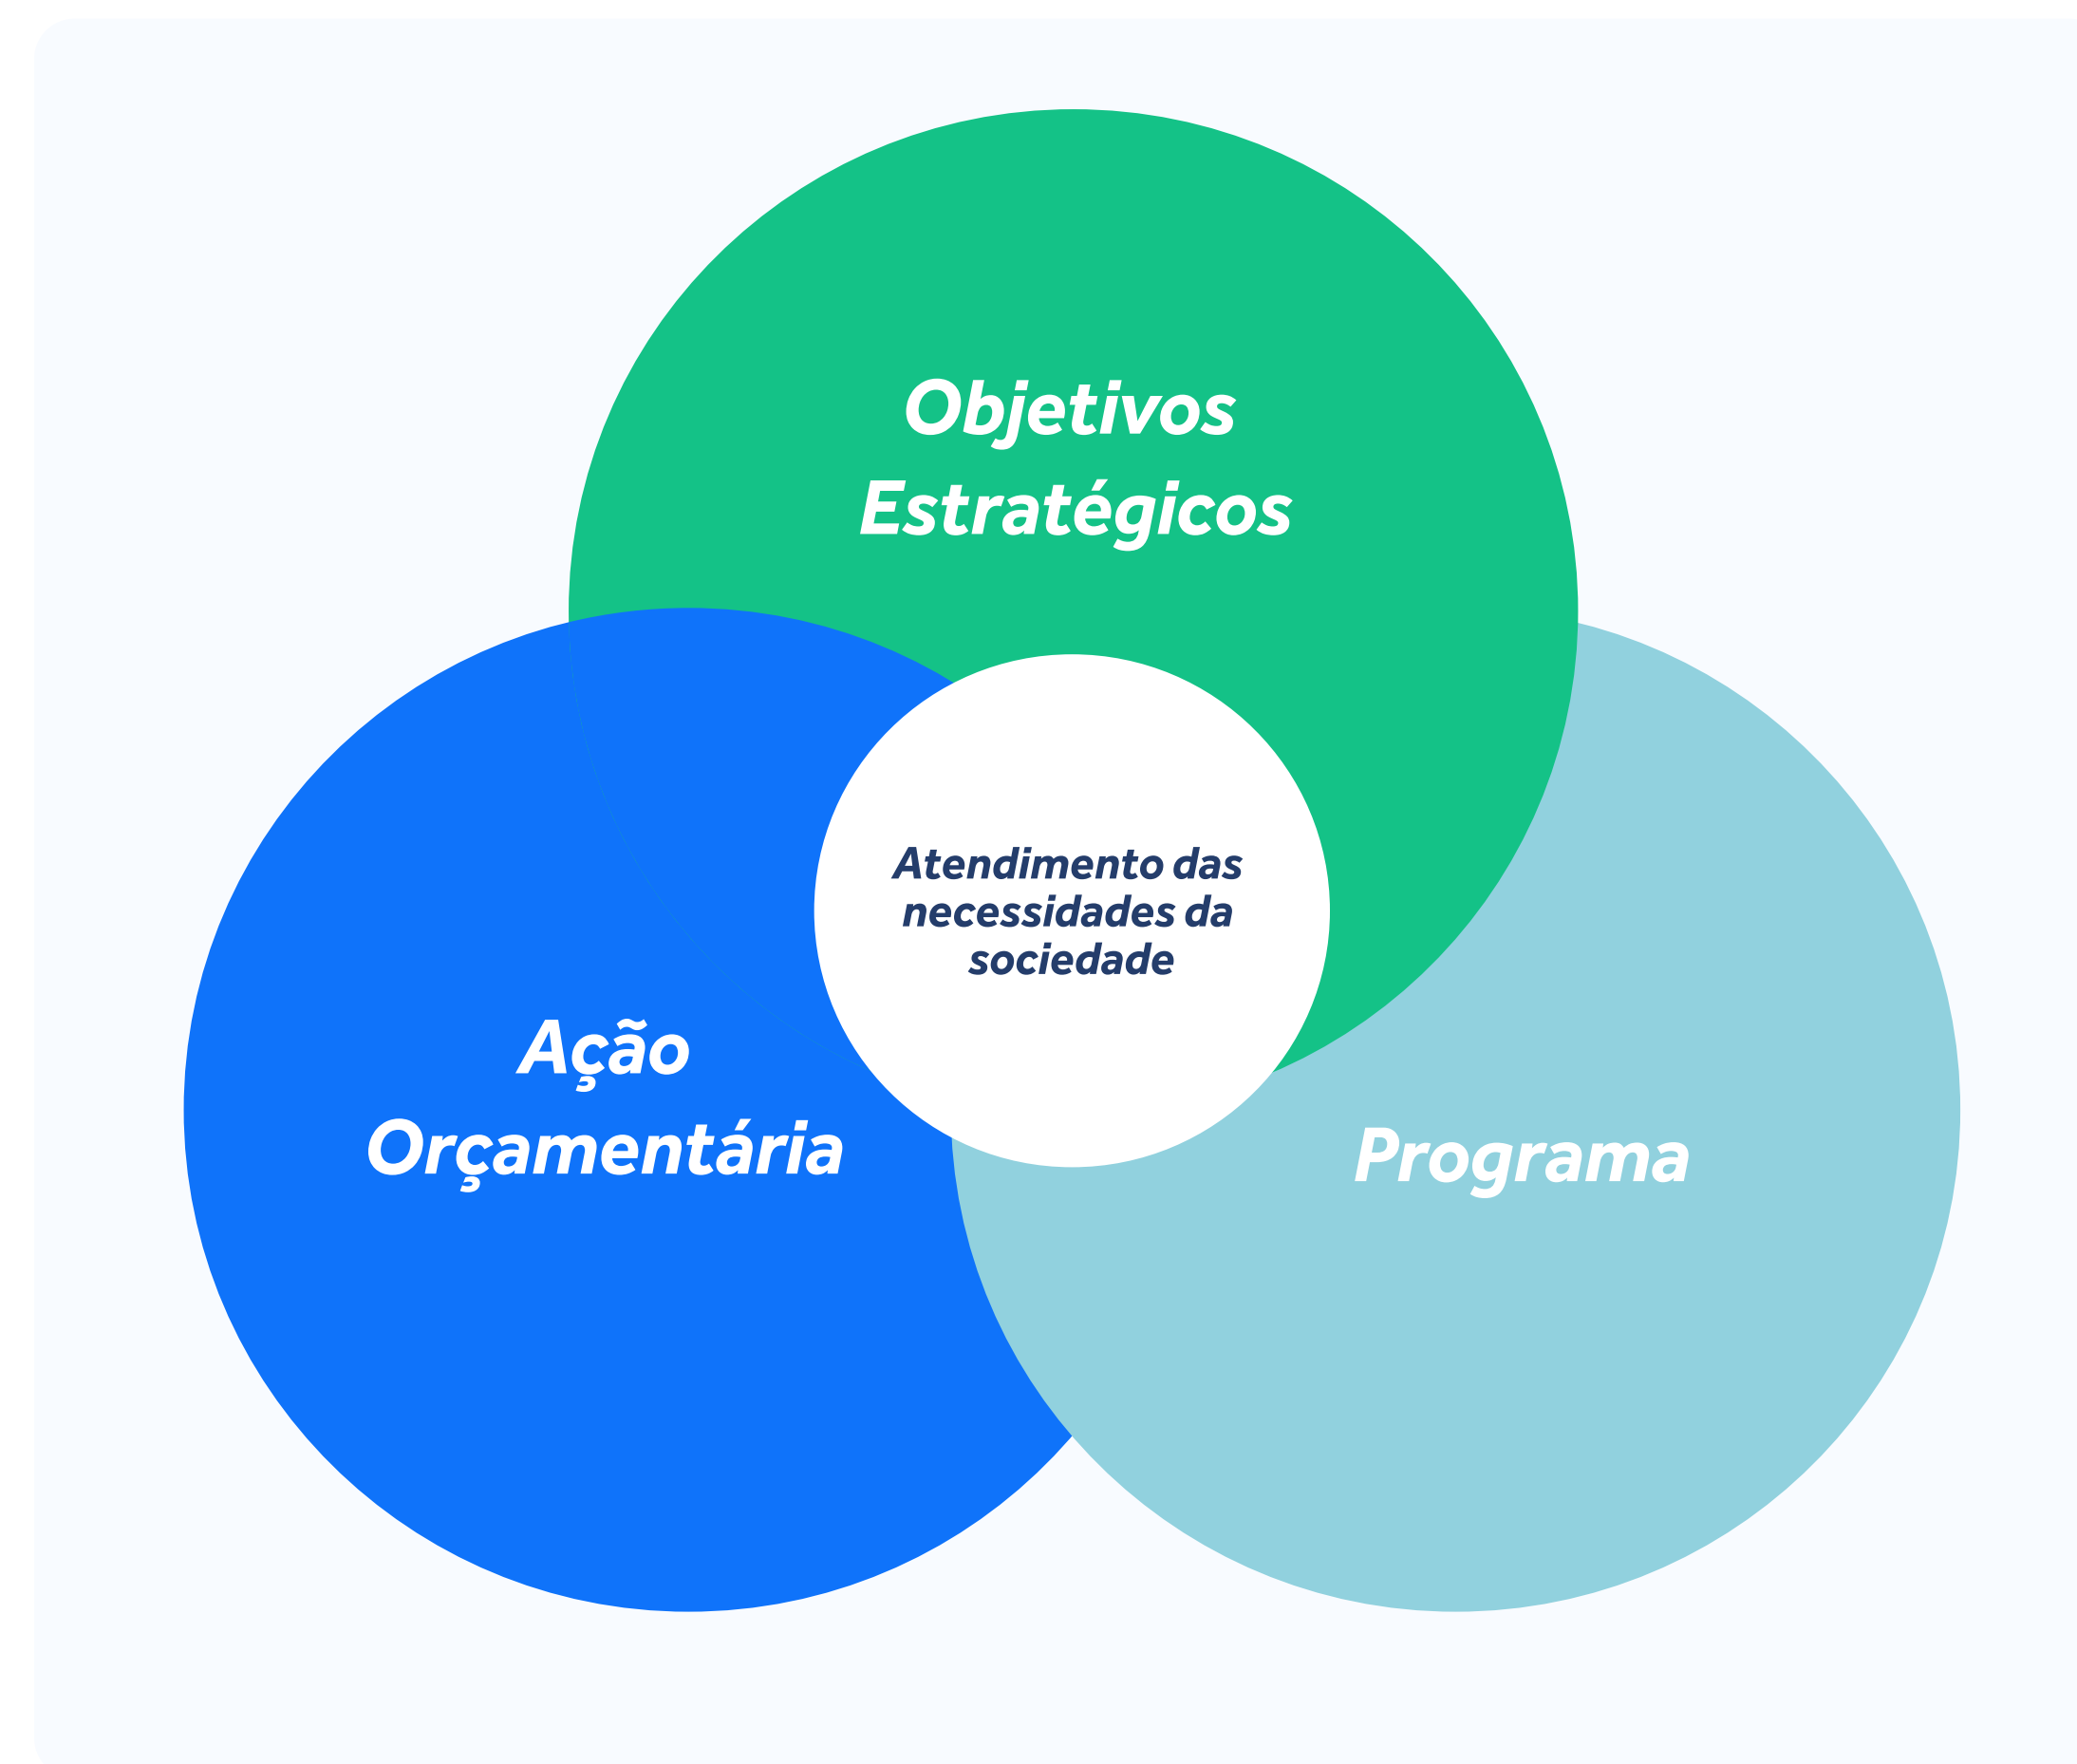 Objetivos
Estratégicos
Atendimento das
necessidades da
sociedade
Ação
Orçamentária
Programa